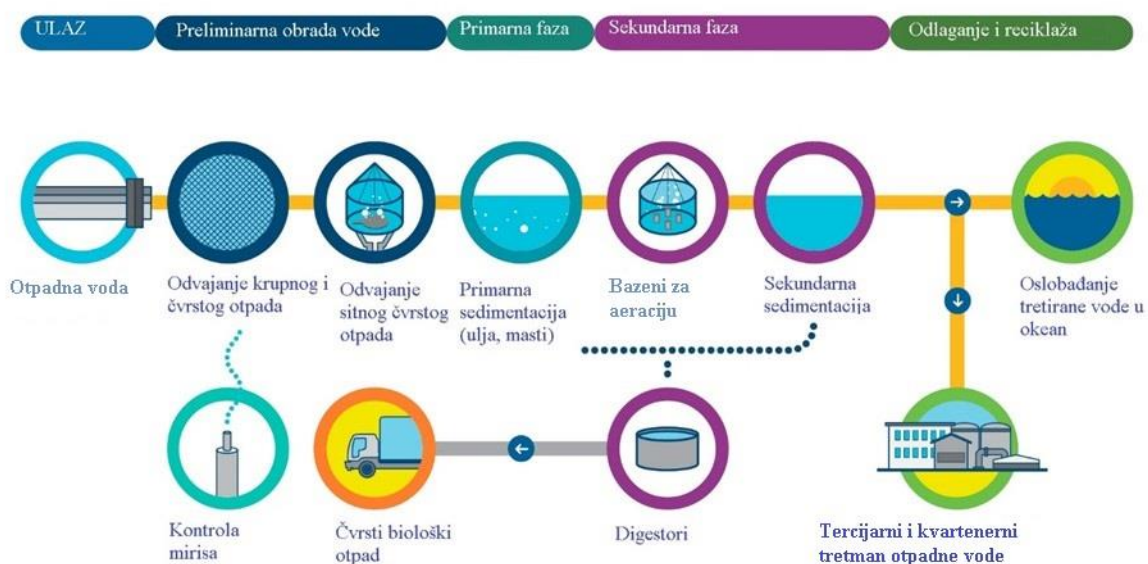 ULAZ
Preliminarna obrada vode
Primarna faza
Sekundarna faza
Odlaganje i reciklaža
Otpadna voda
Odvajanje krupnog i
čvrstog otpada
Odvajanje
sitnog čvrstog
otpada
Primarna
sedimentacija
(ulja, masti)
Bazeni za
aeraciju
Sekundarna
sedimentacija
Oslobađanje
tretirane vode u
okean
Kontrola
mirisa
Čvrsti biološki
otpad
Digestori
Tercijarni i kvartenerni
tretman otpadne vode